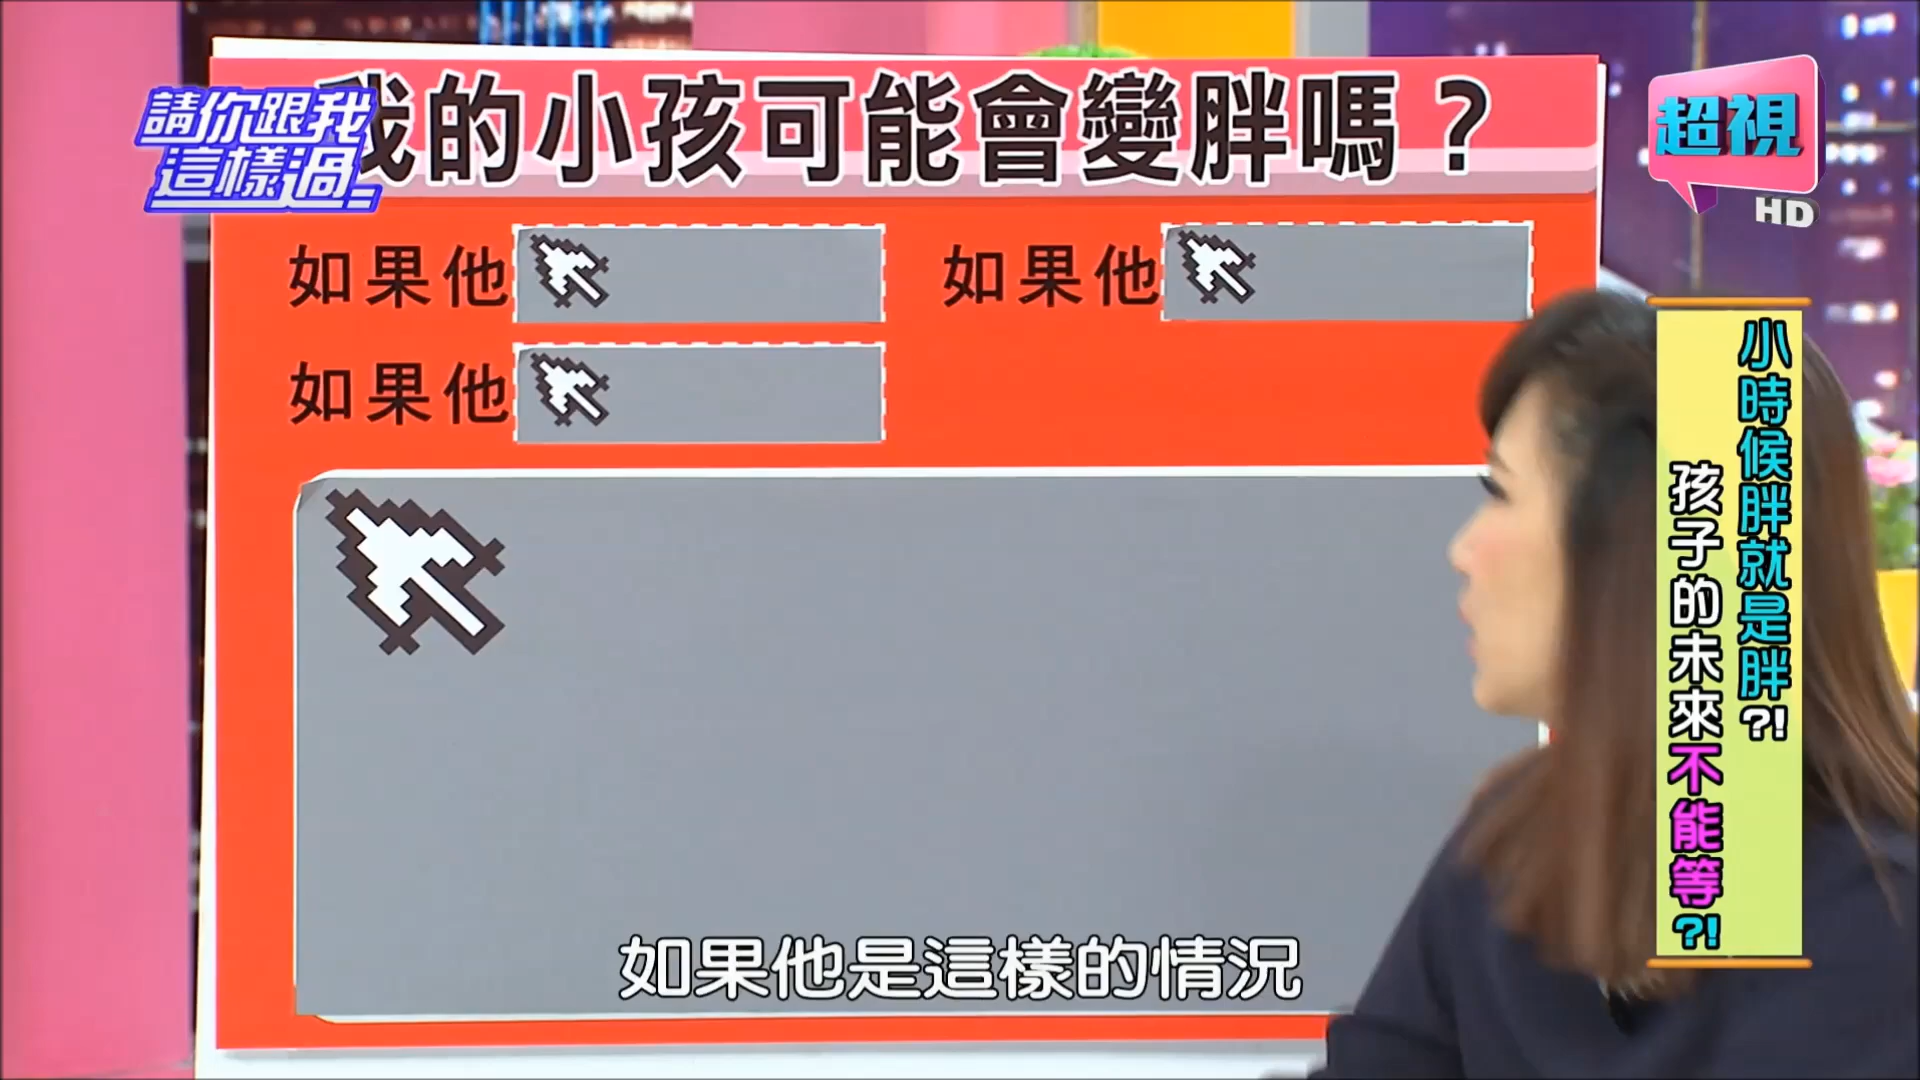 我的小孩可能會變胖嗎？
請你跟我
這樣過
超視
HD
如果他
如果他
如果他
小時候胖就是胖?!
孩子的未來不能等?!
如果他是這樣的情況